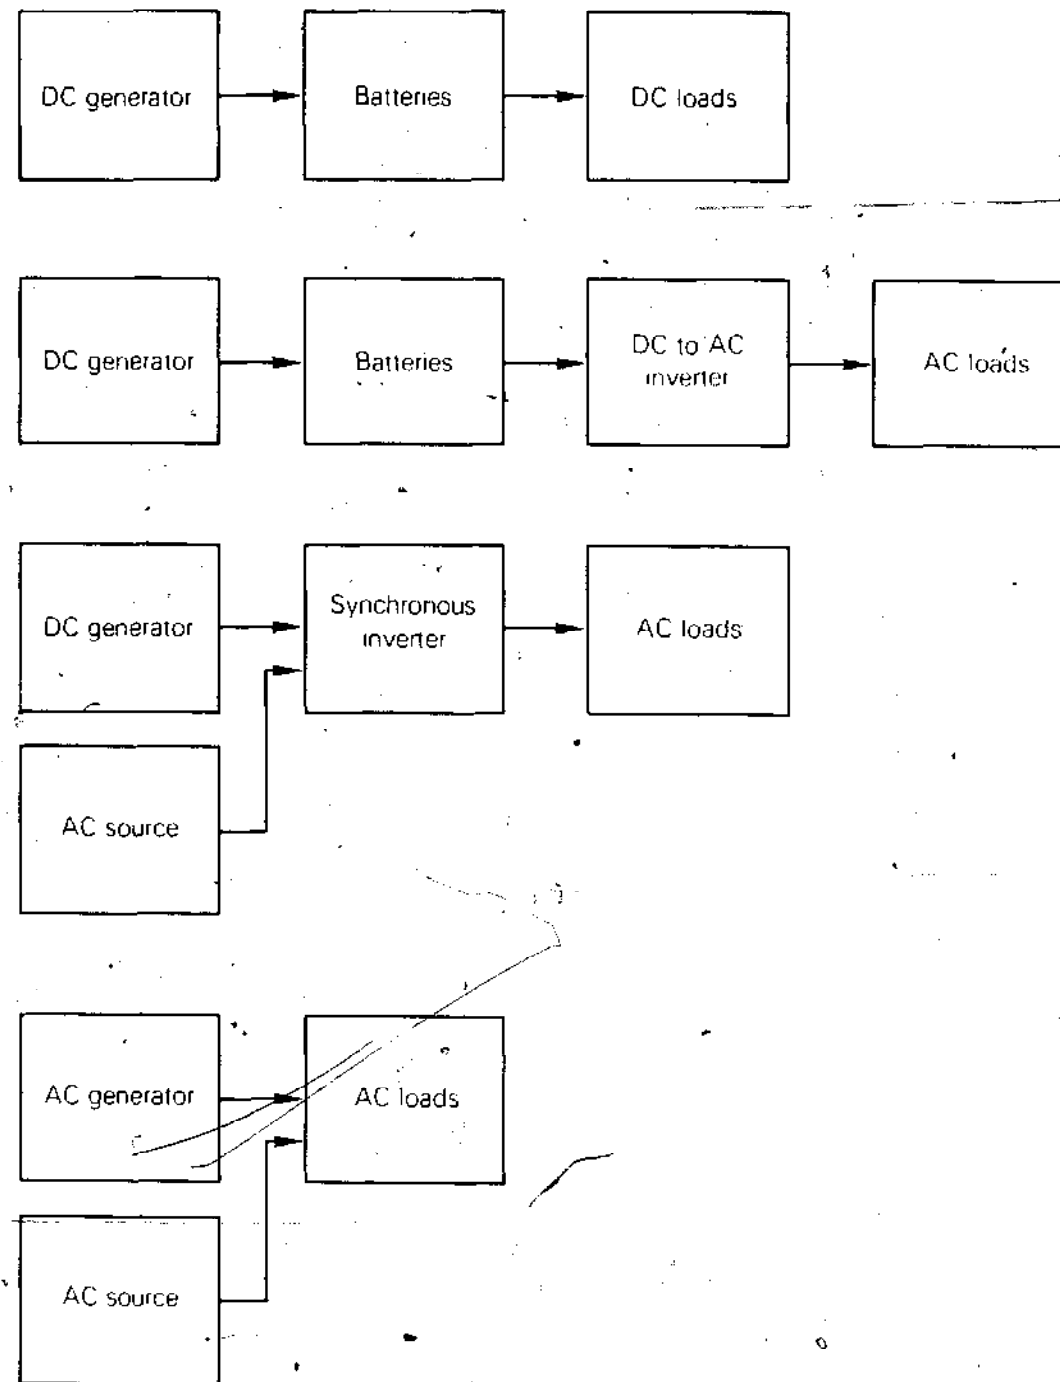 DC generator
Batteries
DC loads
DC generator
Batteries
DC to AC
inverter
AC loads
DC generator
Synchronous
inverter
AC loads
AC source
AC generator
AC loads
AC source